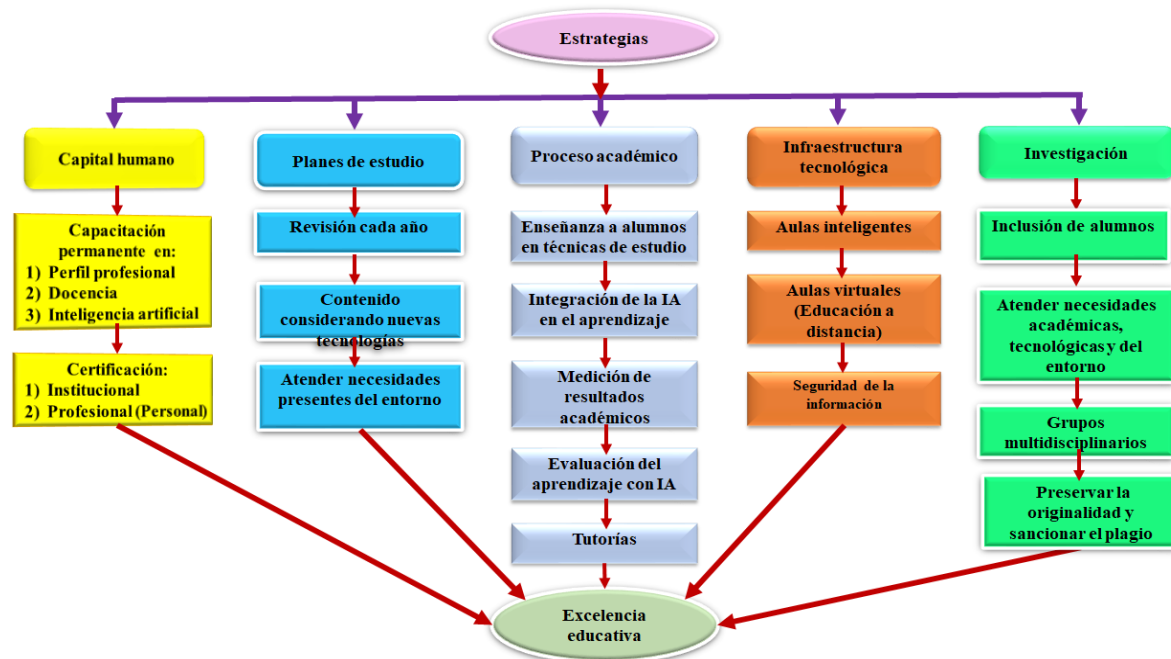 Estrategias
Capital humano
Capacitación
permanente en:
1) Perfil profesional
2) Docencia
3) Inteligencia artificial
Certificación:
1) Institucional
2) Profesional (Personal)
Planes de estudio
Revisión cada año
Contenido
considerando nuevas
tecnologías
Atender necesidades
presentes del entorno
Proceso académico
Enseñanza a alumnos
en técnicas de estudio
Integración de la IA
en el aprendizaje
Medición de
resultados
académicos
Evaluación del
aprendizaje con IA
Tutorías
Infraestructura
tecnológica
Aulas inteligentes
Aulas virtuales
(Educación a
distancia)
Seguridad de la
información
Investigación
Inclusión de alumnos
Atender necesidades
académicas,
tecnológicas y del
entorno
Grupos
multidisciplinarios
Preservar la
originalidad y
sancionar el plagio
Excelencia
educativa